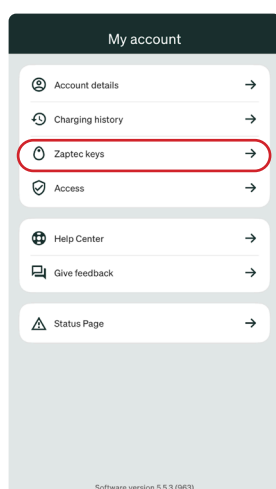 My account
Account details
Charging history
Zaptec keys
Access
Help Center
Give feedback
Status Page
Software version 5.5.3 (963)